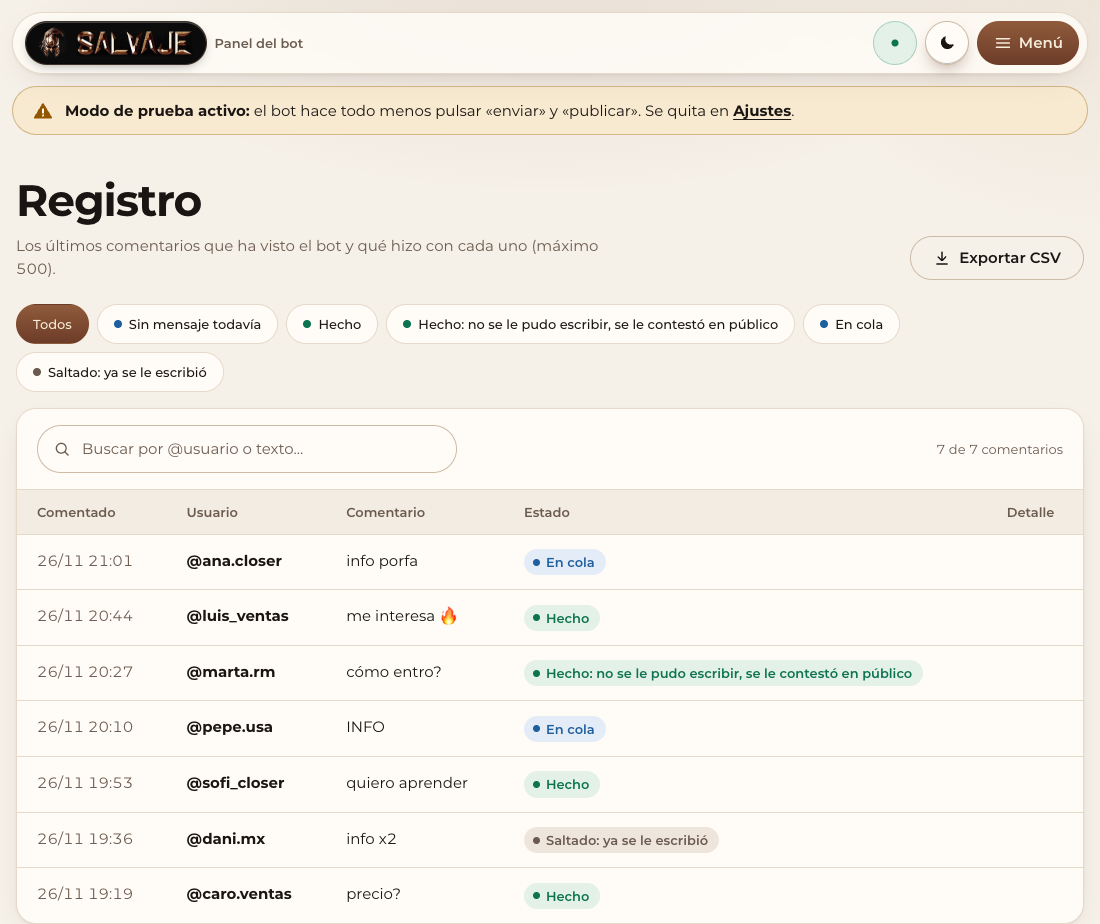 SALVAJE Panel del bot Menú
Modo de prueba activo: el bot hace todo menos pulsar «enviar» y «publicar». Se quita en Ajustes.
Registro
Los últimos comentarios que ha visto el bot y qué hizo con cada uno (máximo
500).
Exportar CSV
Todos Sin mensaje todavía Hecho Hecho: no se le pudo escribir, se le contestó en público En cola
Saltado: ya se le escribió
Buscar por @usuario o texto... 7 de 7 comentarios
Comentado Usuario Comentario Estado Detalle
26/11 21:01 @ana.closer info porfa En cola
26/11 20:44 @luis_ventas me interesa 🔥 Hecho
26/11 20:27 @marta.rm cómo entro? Hecho: no se le pudo escribir, se le contestó en público
26/11 20:10 @pepe.usa INFO En cola
26/11 19:53 @sofi_closer quiero aprender Hecho
26/11 19:36 @dani.mx info x2 Saltado: ya se le escribió
26/11 19:19 @caro.ventas precio? Hecho